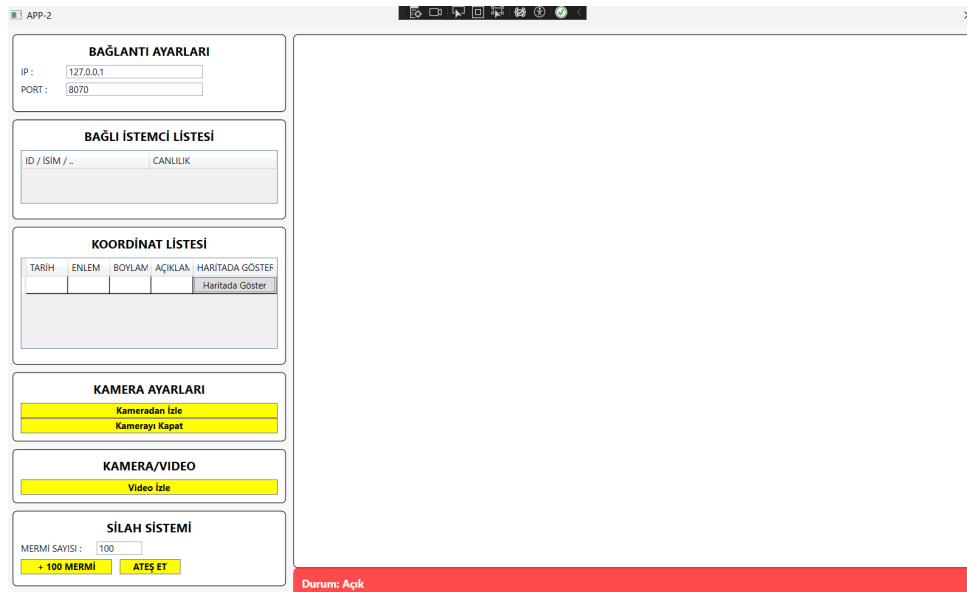 APP-2
BAĞLANTI AYARLARI
IP :
127.0.0.1
PORT :
8070
BAĞLI İSTEMCİ LİSTESİ
ID / İSİM / .. CANLILIK
KOORDİNAT LİSTESİ
TARİH ENLEM BOYLAM AÇIKLAM HARİTADA GÖSTER
Haritada Göster
KAMERA AYARLARI
Kameradan İzle
Kamerayı Kapat
KAMERA/VIDEO
Video İzle
SİLAH SİSTEMİ
MERMİ SAYISI : 100
+ 100 MERMİ ATEŞ ET
Durum: Açık